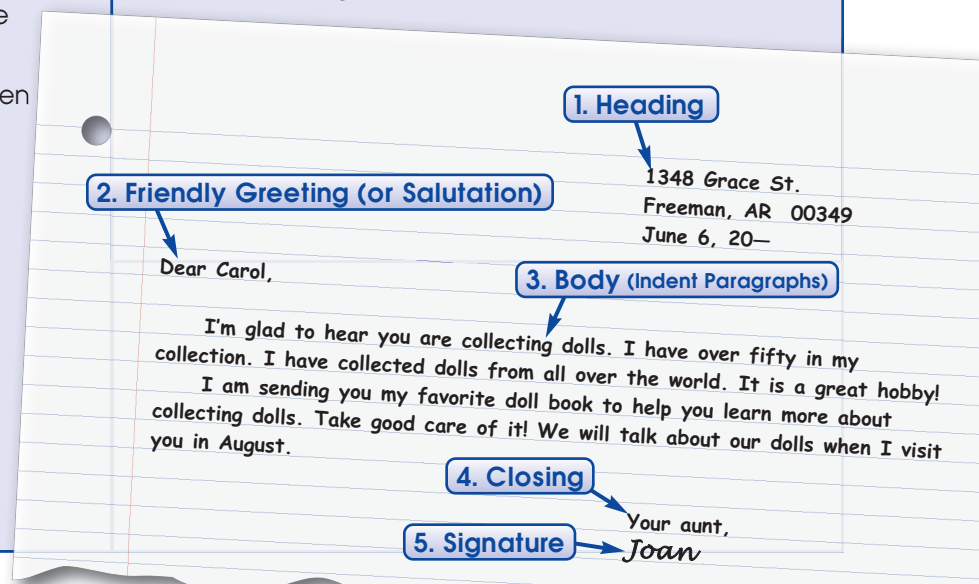 e
en
1. Heading
1348 Grace St.
Freeman, AR 00349
June 6, 20—
2. Friendly Greeting (or Salutation)
Dear Carol,
3. Body (Indent Paragraphs)
I'm glad to hear you are collecting dolls. I have over fifty in my
collection. I have collected dolls from all over the world. It is a great hobby!
I am sending you my favorite doll book to help you learn more about
collecting dolls. Take good care of it! We will talk about our dolls when I visit
you in August.
4. Closing
Your aunt,
5. Signature
Joan